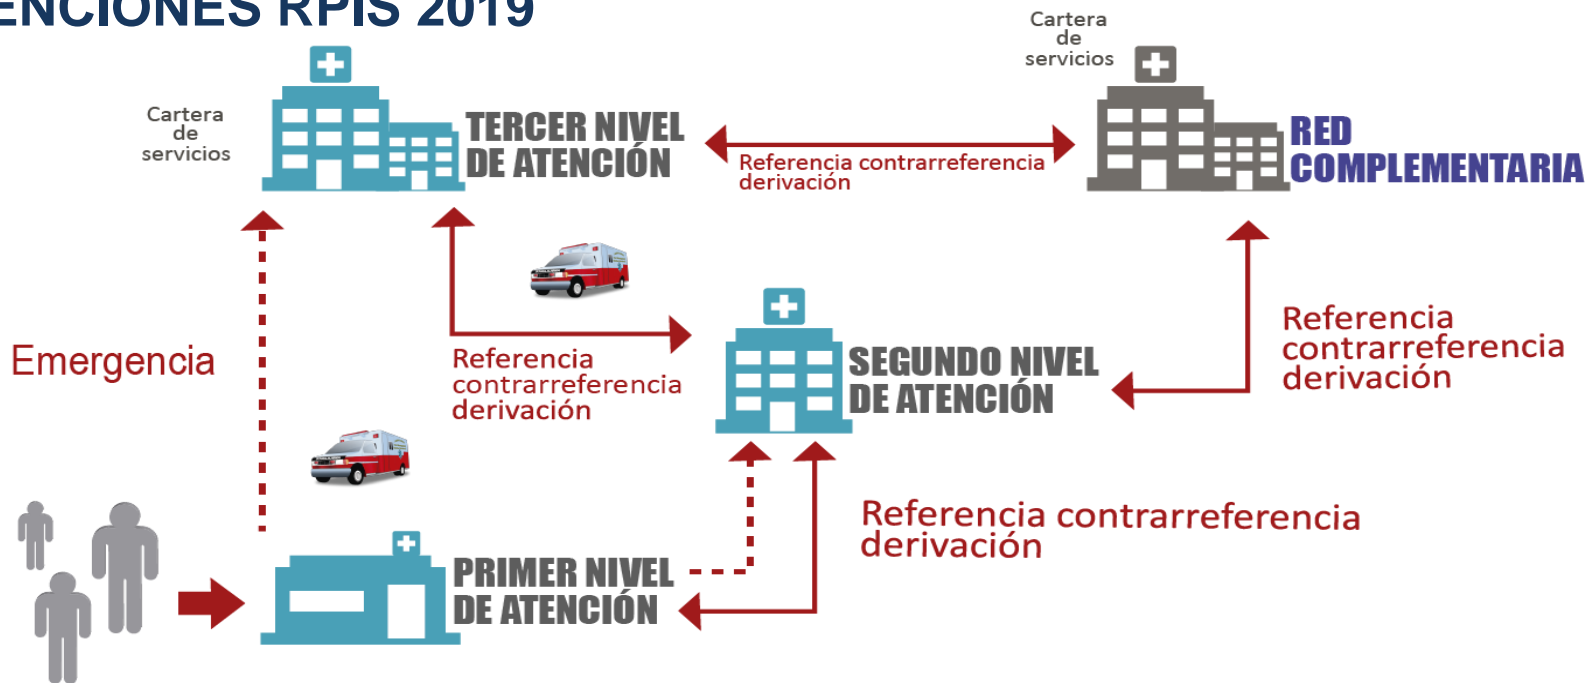 ENCIONES RPIS 2019
Cartera
de
servicios
Cartera
de
servicios
TERCER NIVEL
DE ATENCIÓN
Referencia contrarreferencia
derivación
RED
COMPLEMENTARIA
Emergencia
Referencia
contrarreferencia
derivación
SEGUNDO NIVEL
DE ATENCIÓN
Referencia
contrarreferencia
derivación
Referencia contrarreferencia
derivación
PRIMER NIVEL
DE ATENCIÓN